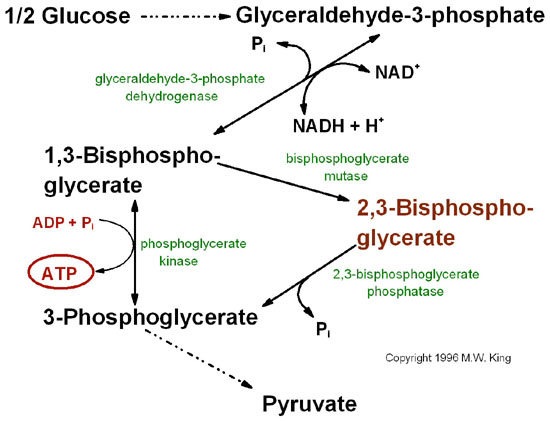 1/2 Glucose
Glyceraldehyde-3-phosphate
Pi
NAD+
glyceraldehyde-3-phosphate
dehydrogenase
NADH + H+
1,3-Bisphospho-
glycerate
bisphosphoglycerate
mutase
2,3-Bisphospho-
glycerate
ADP + Pi
phosphoglycerate
kinase
ATP
2,3-bisphosphoglycerate
phosphatase
3-Phosphoglycerate
Pi
Copyright 1996 M.W. King
Pyruvate